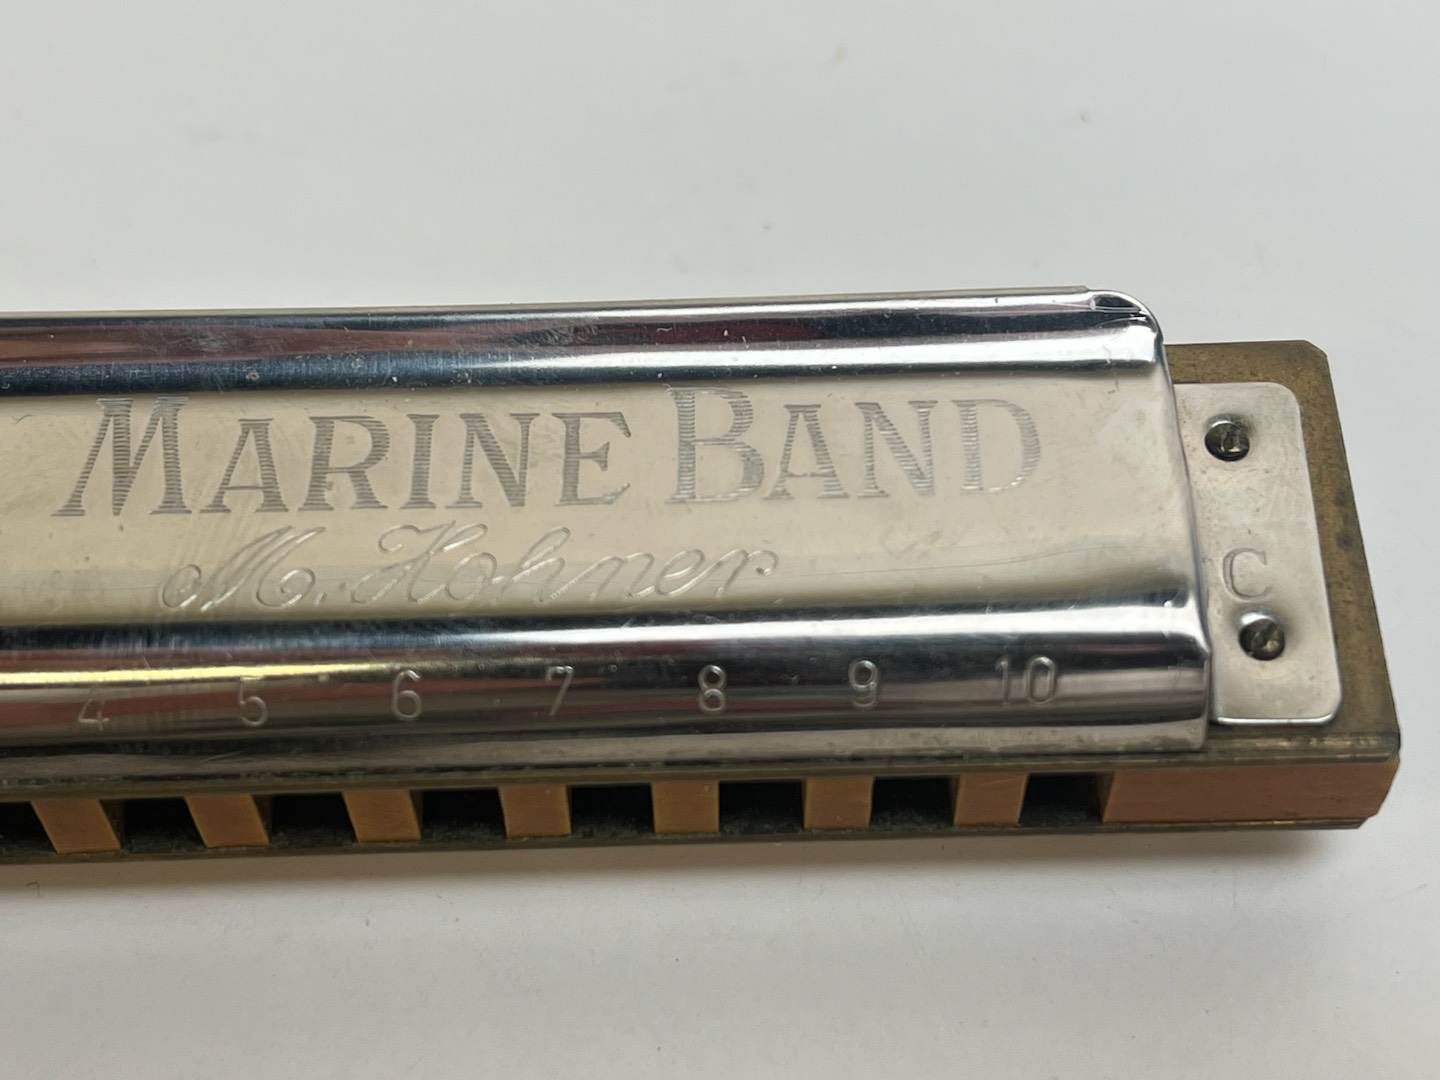 MARINE BAND
M. Hohner
C
4 5 6 7 8 9 10